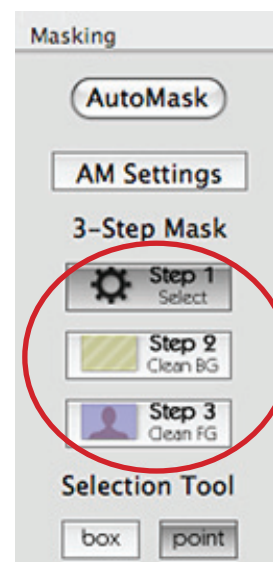 Masking
AutoMask
AM Settings
3-Step Mask
Step 1
Select
Step 2
Clean BG
Step 3
Clean FG
Selection Tool
box point